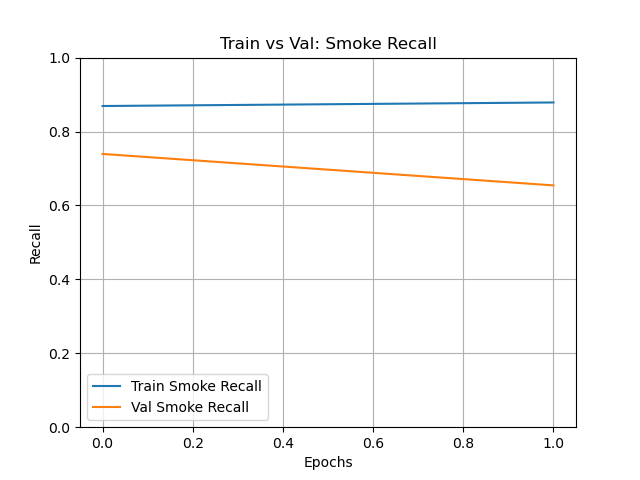 Train vs Val: Smoke Recall
1.0
0.8
0.6
0.4
0.2
0.0
Recall
Train Smoke Recall
Val Smoke Recall
0.0 0.2 0.4 0.6 0.8 1.0
Epochs